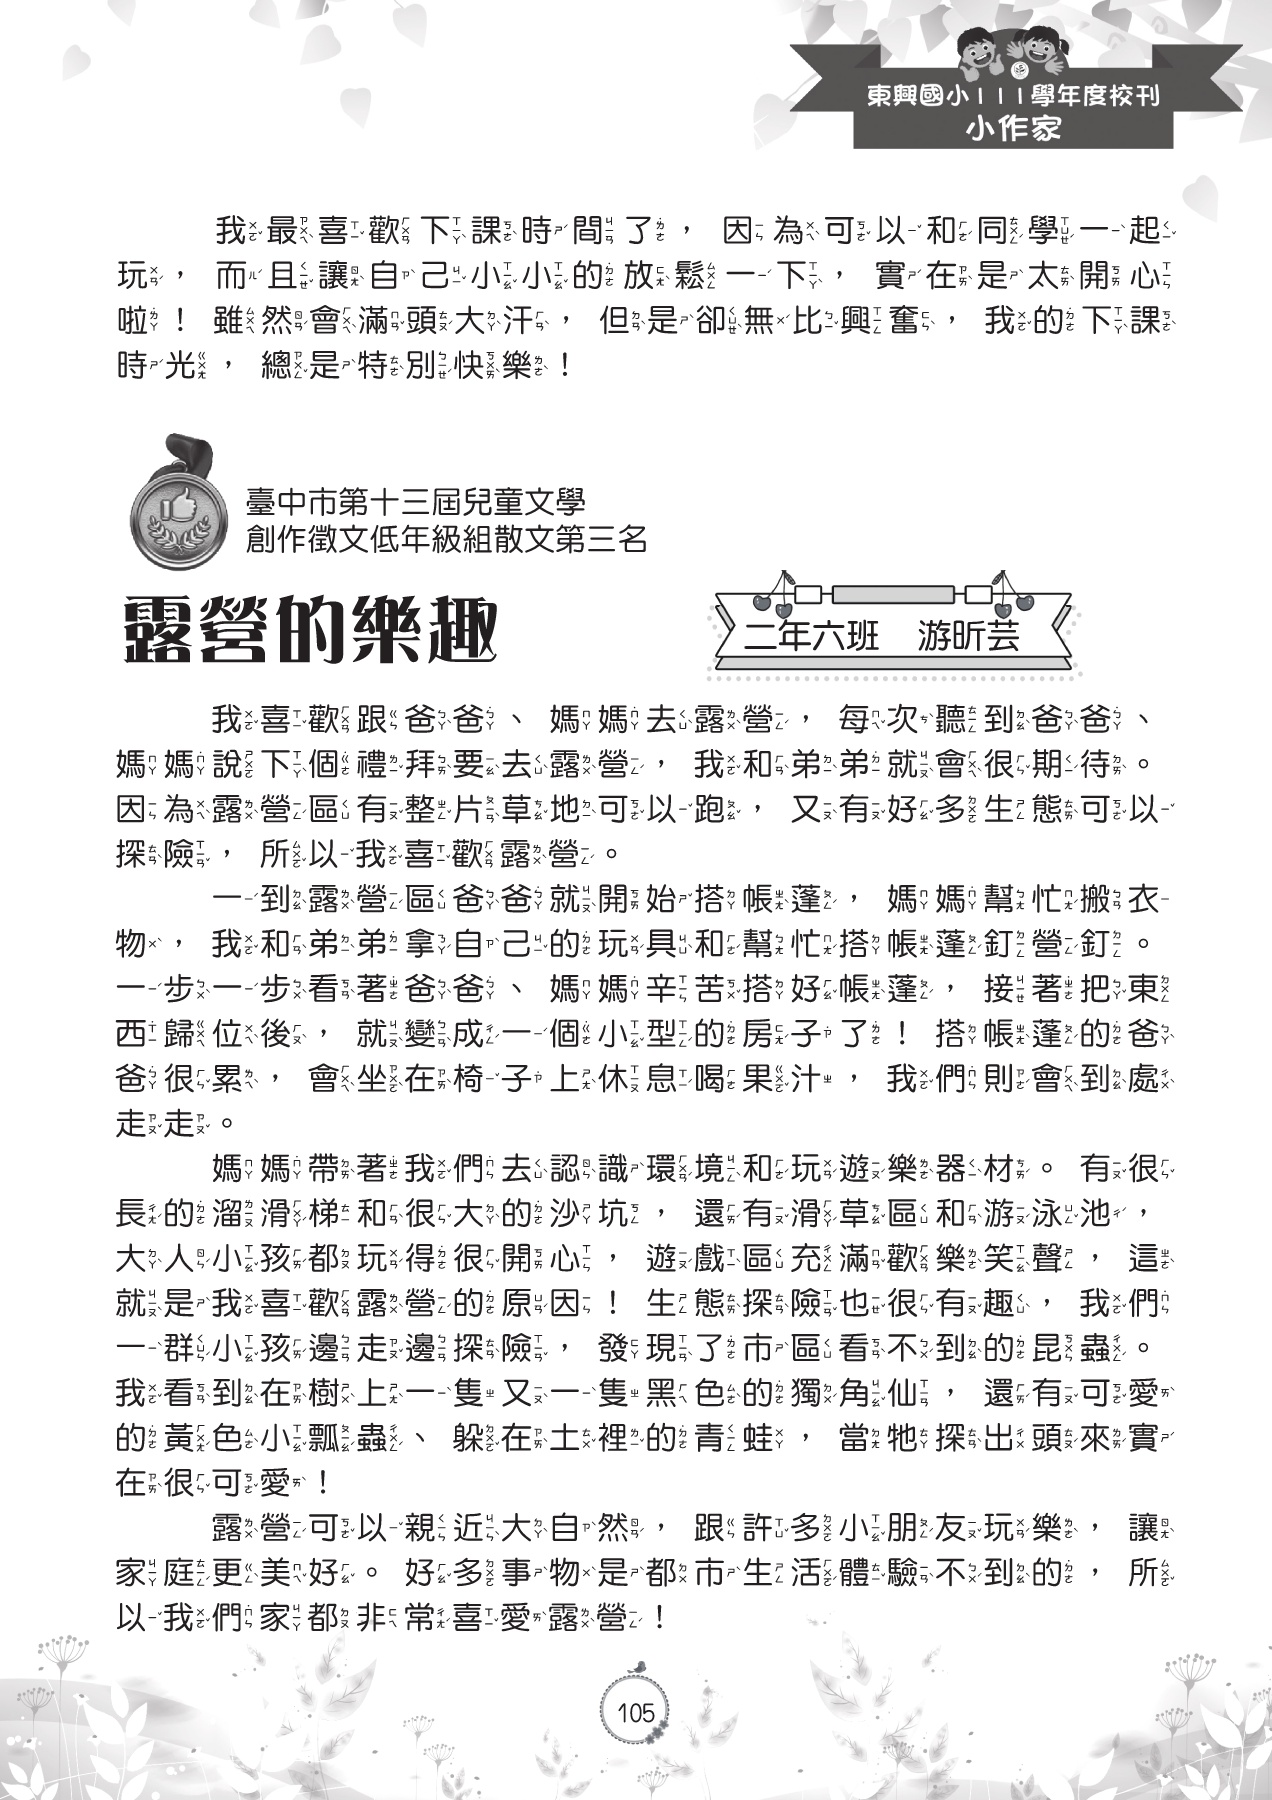 東興國小111學年度校刊
小作家
我最喜歡下課時間了，因為可以和同學一起
玩，而且讓自己小小的放鬆一下，實在是太開心
啦！雖然會滿頭大汗，但是卻無比興奮，我的下課
時光，總是特別快樂！
臺中市第十三屆兒童文學
創作徵文低年級組散文第三名
露營的樂趣
二年六班　游昕芸
我喜歡跟爸爸、媽媽去露營，每次聽到爸爸、
媽媽說下個禮拜要去露營，我和弟弟就會很期待。
因為露營區有整片草地可以跑，又有好多生態可以
探險，所以我喜歡露營。
一到露營區爸爸就開始搭帳蓬，媽媽幫忙搬衣
物，我和弟弟拿自己的玩具和幫忙搭帳蓬釘營釘。
一步一步看著爸爸、媽媽辛苦搭好帳蓬，接著把東
西歸位後，就變成一個小型的房子了！搭帳蓬的爸
爸很累，會坐在椅子上休息喝果汁，我們則會到處
走走。
媽媽帶著我們去認識環境和玩遊樂器材。有很
長的溜滑梯和很大的沙坑，還有滑草區和游泳池，
大人小孩都玩得很開心，遊戲區充滿歡樂笑聲，這
就是我喜歡露營的原因！生態探險也很有趣，我們
一群小孩邊走邊探險，發現了市區看不到的昆蟲。
我看到在樹上一隻又一隻黑色的獨角仙，還有可愛
的黃色小瓢蟲、躲在土裡的青蛙，當牠探出頭來實
在很可愛！
露營可以親近大自然，跟許多小朋友玩樂，讓
家庭更美好。好多事物是都市生活體驗不到的，所
以我們家都非常喜愛露營！
105